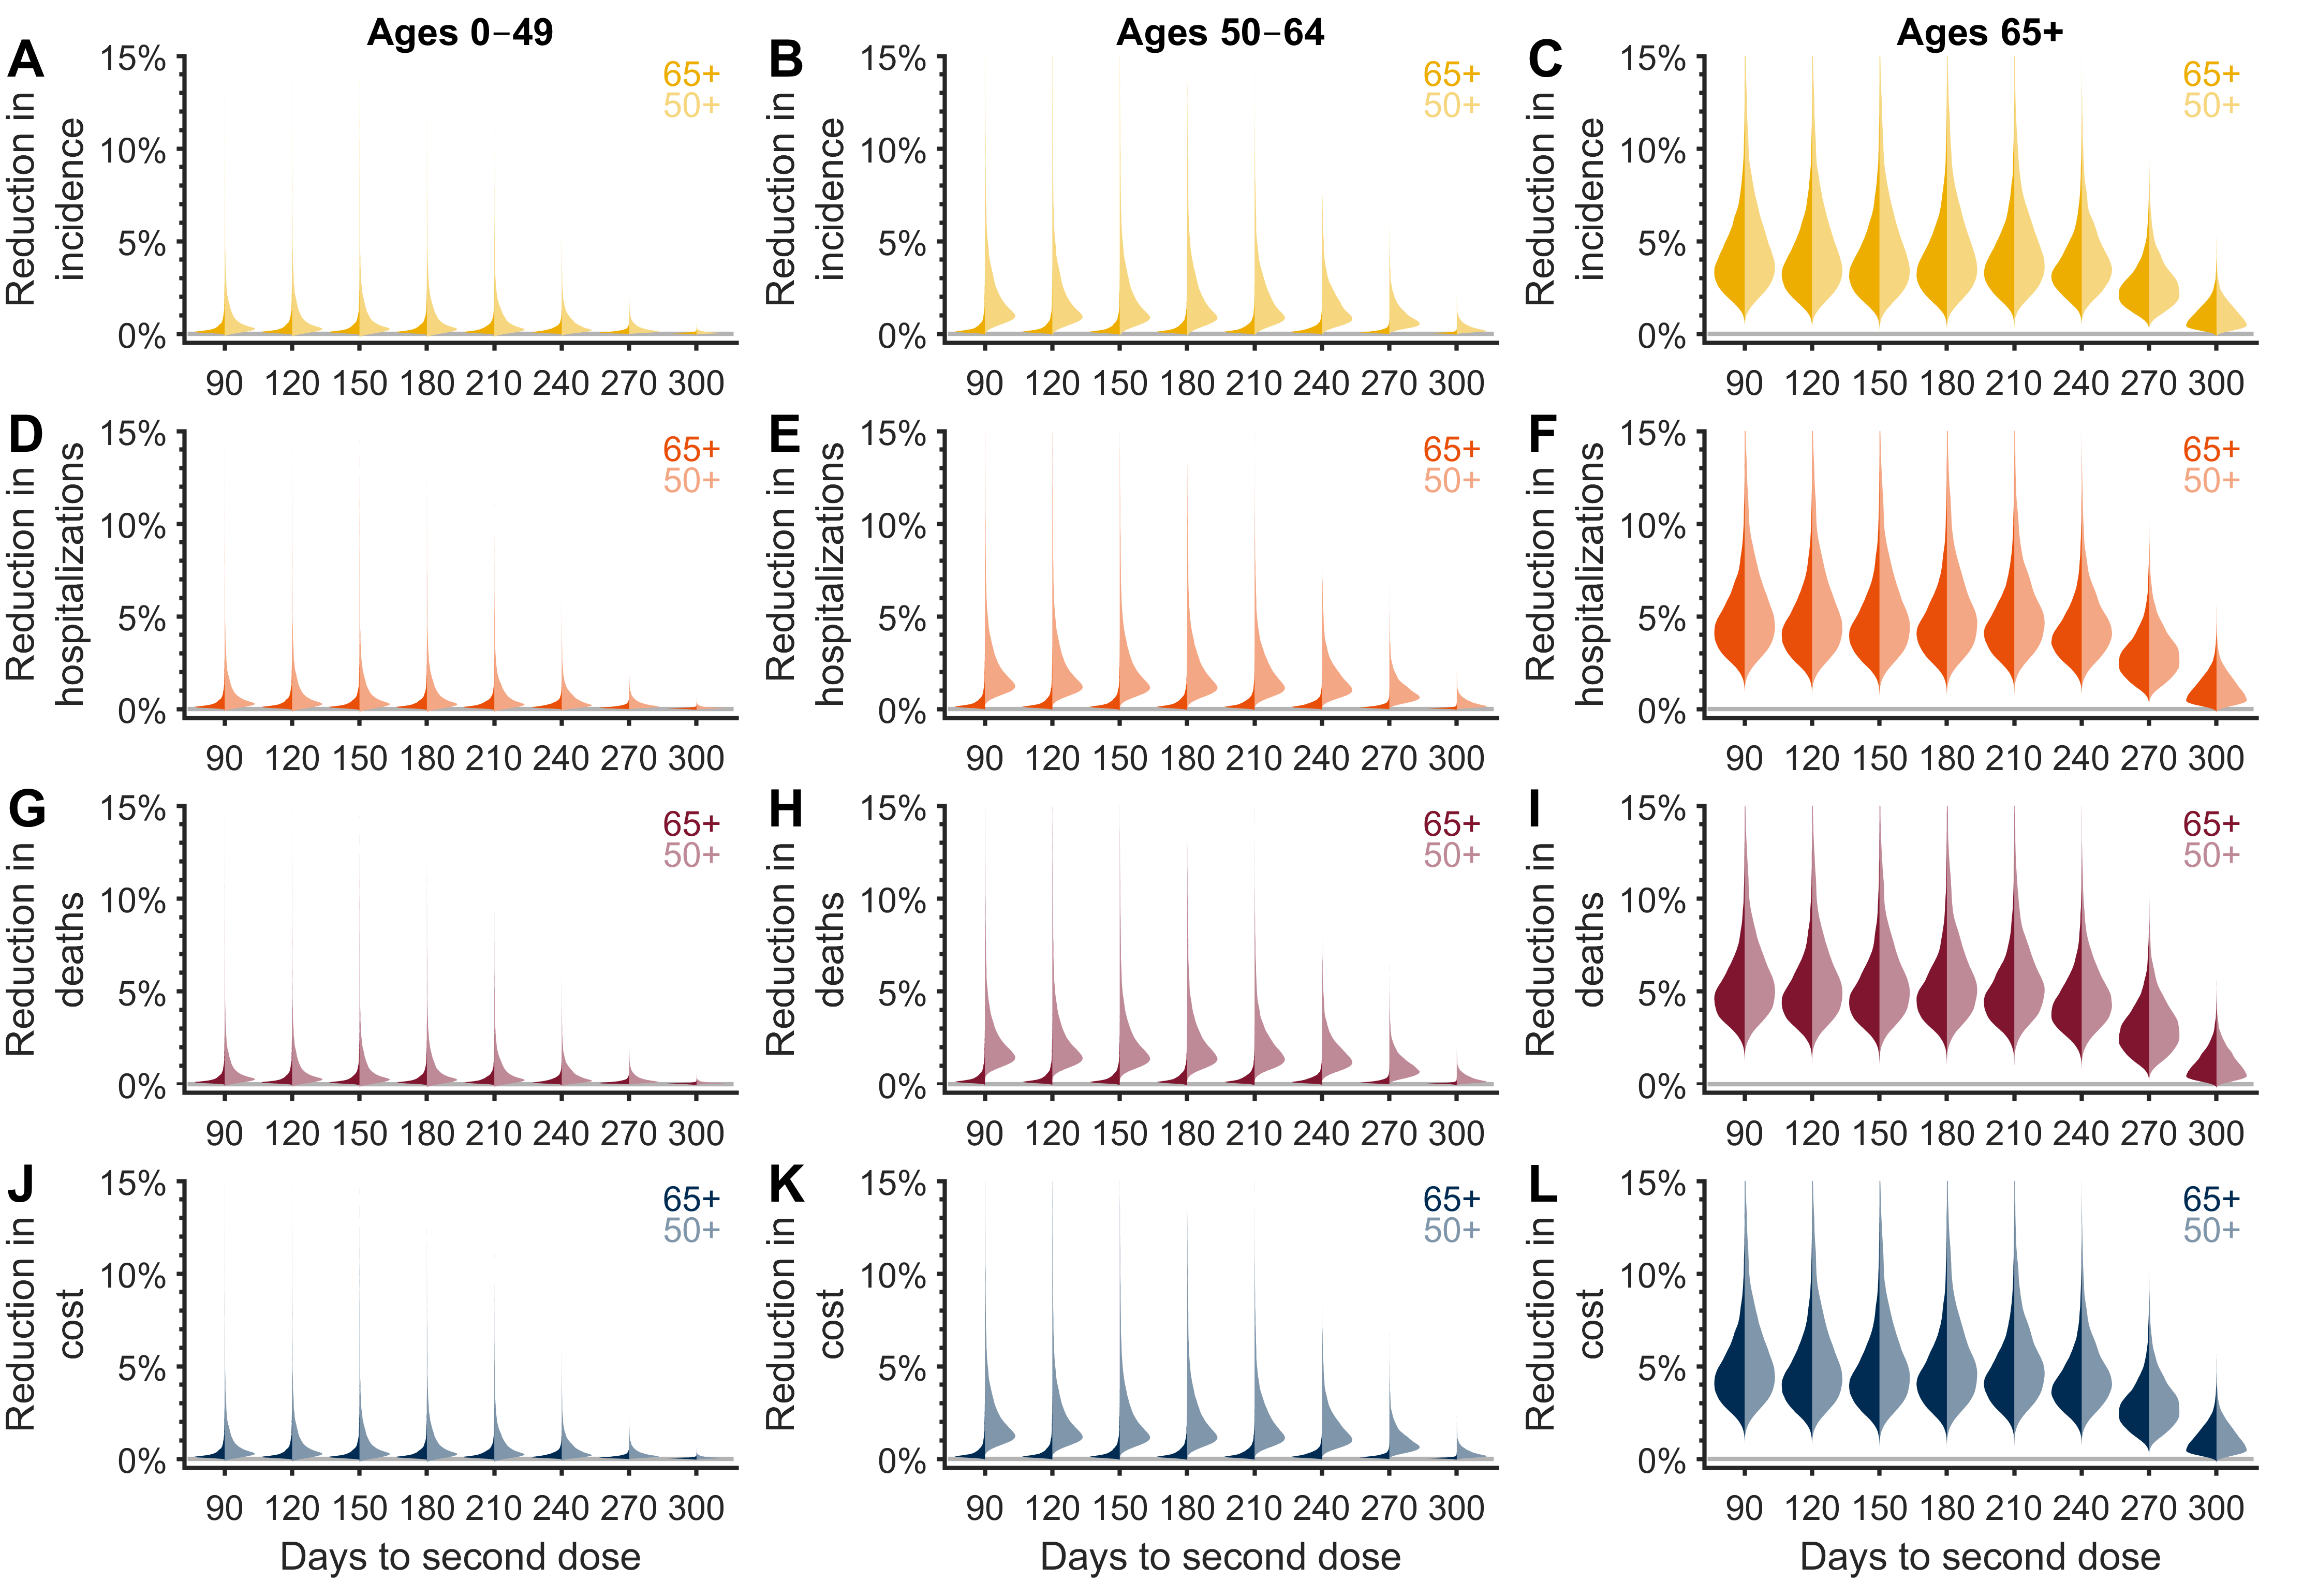 Ages 0–49
Ages 50–64
Ages 65+
A
Reduction in
incidence
15%
10%
5%
0%
65+
50+
90 120 150 180 210 240 270 300
B
Reduction in
incidence
15%
10%
5%
0%
65+
50+
90 120 150 180 210 240 270 300
C
Reduction in
incidence
15%
10%
5%
0%
65+
50+
90 120 150 180 210 240 270 300
D
Reduction in
hospitalizations
15%
10%
5%
0%
65+
50+
90 120 150 180 210 240 270 300
E
Reduction in
hospitalizations
15%
10%
5%
0%
65+
50+
90 120 150 180 210 240 270 300
F
Reduction in
hospitalizations
15%
10%
5%
0%
65+
50+
90 120 150 180 210 240 270 300
G
Reduction in
deaths
15%
10%
5%
0%
65+
50+
90 120 150 180 210 240 270 300
H
Reduction in
deaths
15%
10%
5%
0%
65+
50+
90 120 150 180 210 240 270 300
I
Reduction in
deaths
15%
10%
5%
0%
65+
50+
90 120 150 180 210 240 270 300
J
Reduction in
cost
15%
10%
5%
0%
65+
50+
90 120 150 180 210 240 270 300
Days to second dose
K
Reduction in
cost
15%
10%
5%
0%
65+
50+
90 120 150 180 210 240 270 300
Days to second dose
L
Reduction in
cost
15%
10%
5%
0%
65+
50+
90 120 150 180 210 240 270 300
Days to second dose